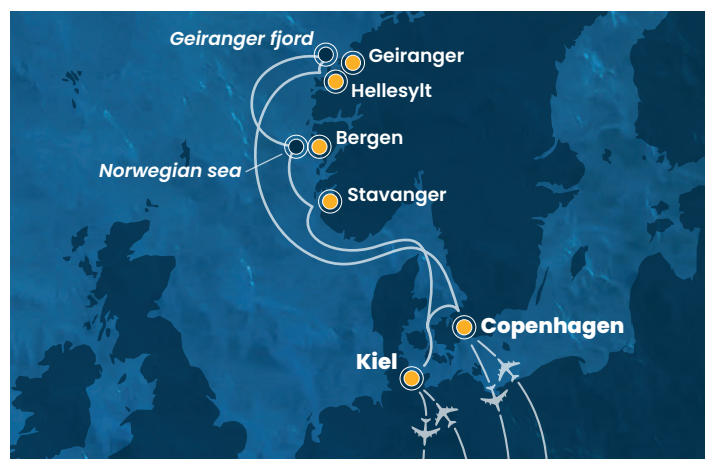 Geiranger fjord
Geiranger
Hellesylt
Bergen
Norwegian sea
Stavanger
Copenhagen
Kiel